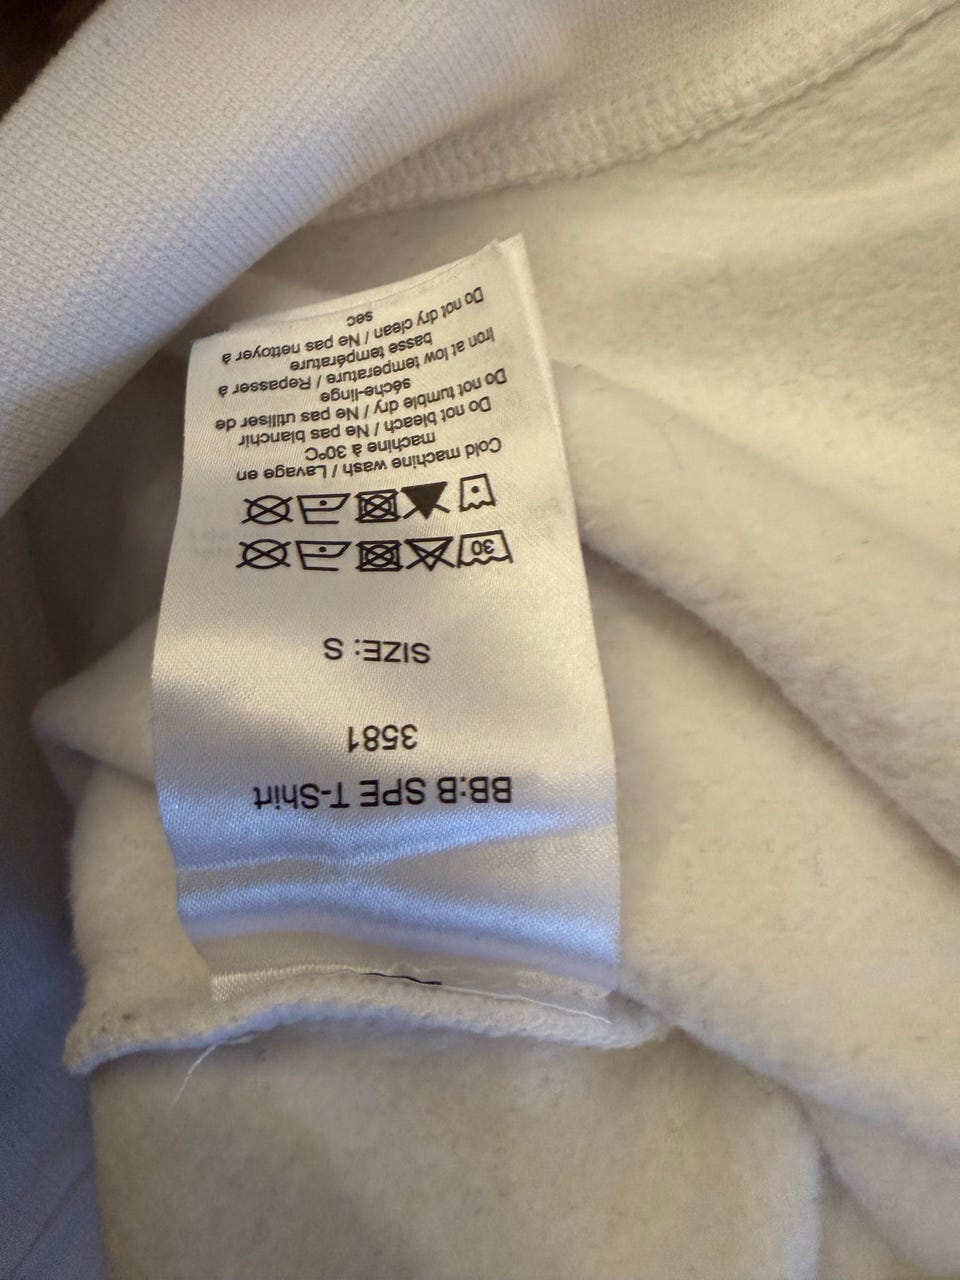 BB:B SPE T-Shirt
3581
SIZE: S
30
Cold machine wash / Lavage en
machine à 30°C
Do not bleach / Ne pas blanchir
Do not tumble dry / Ne pas utiliser de
sèche-linge
Iron at low temperature / Repasser à
basse température
Do not dry clean / Ne pas nettoyer à
sec